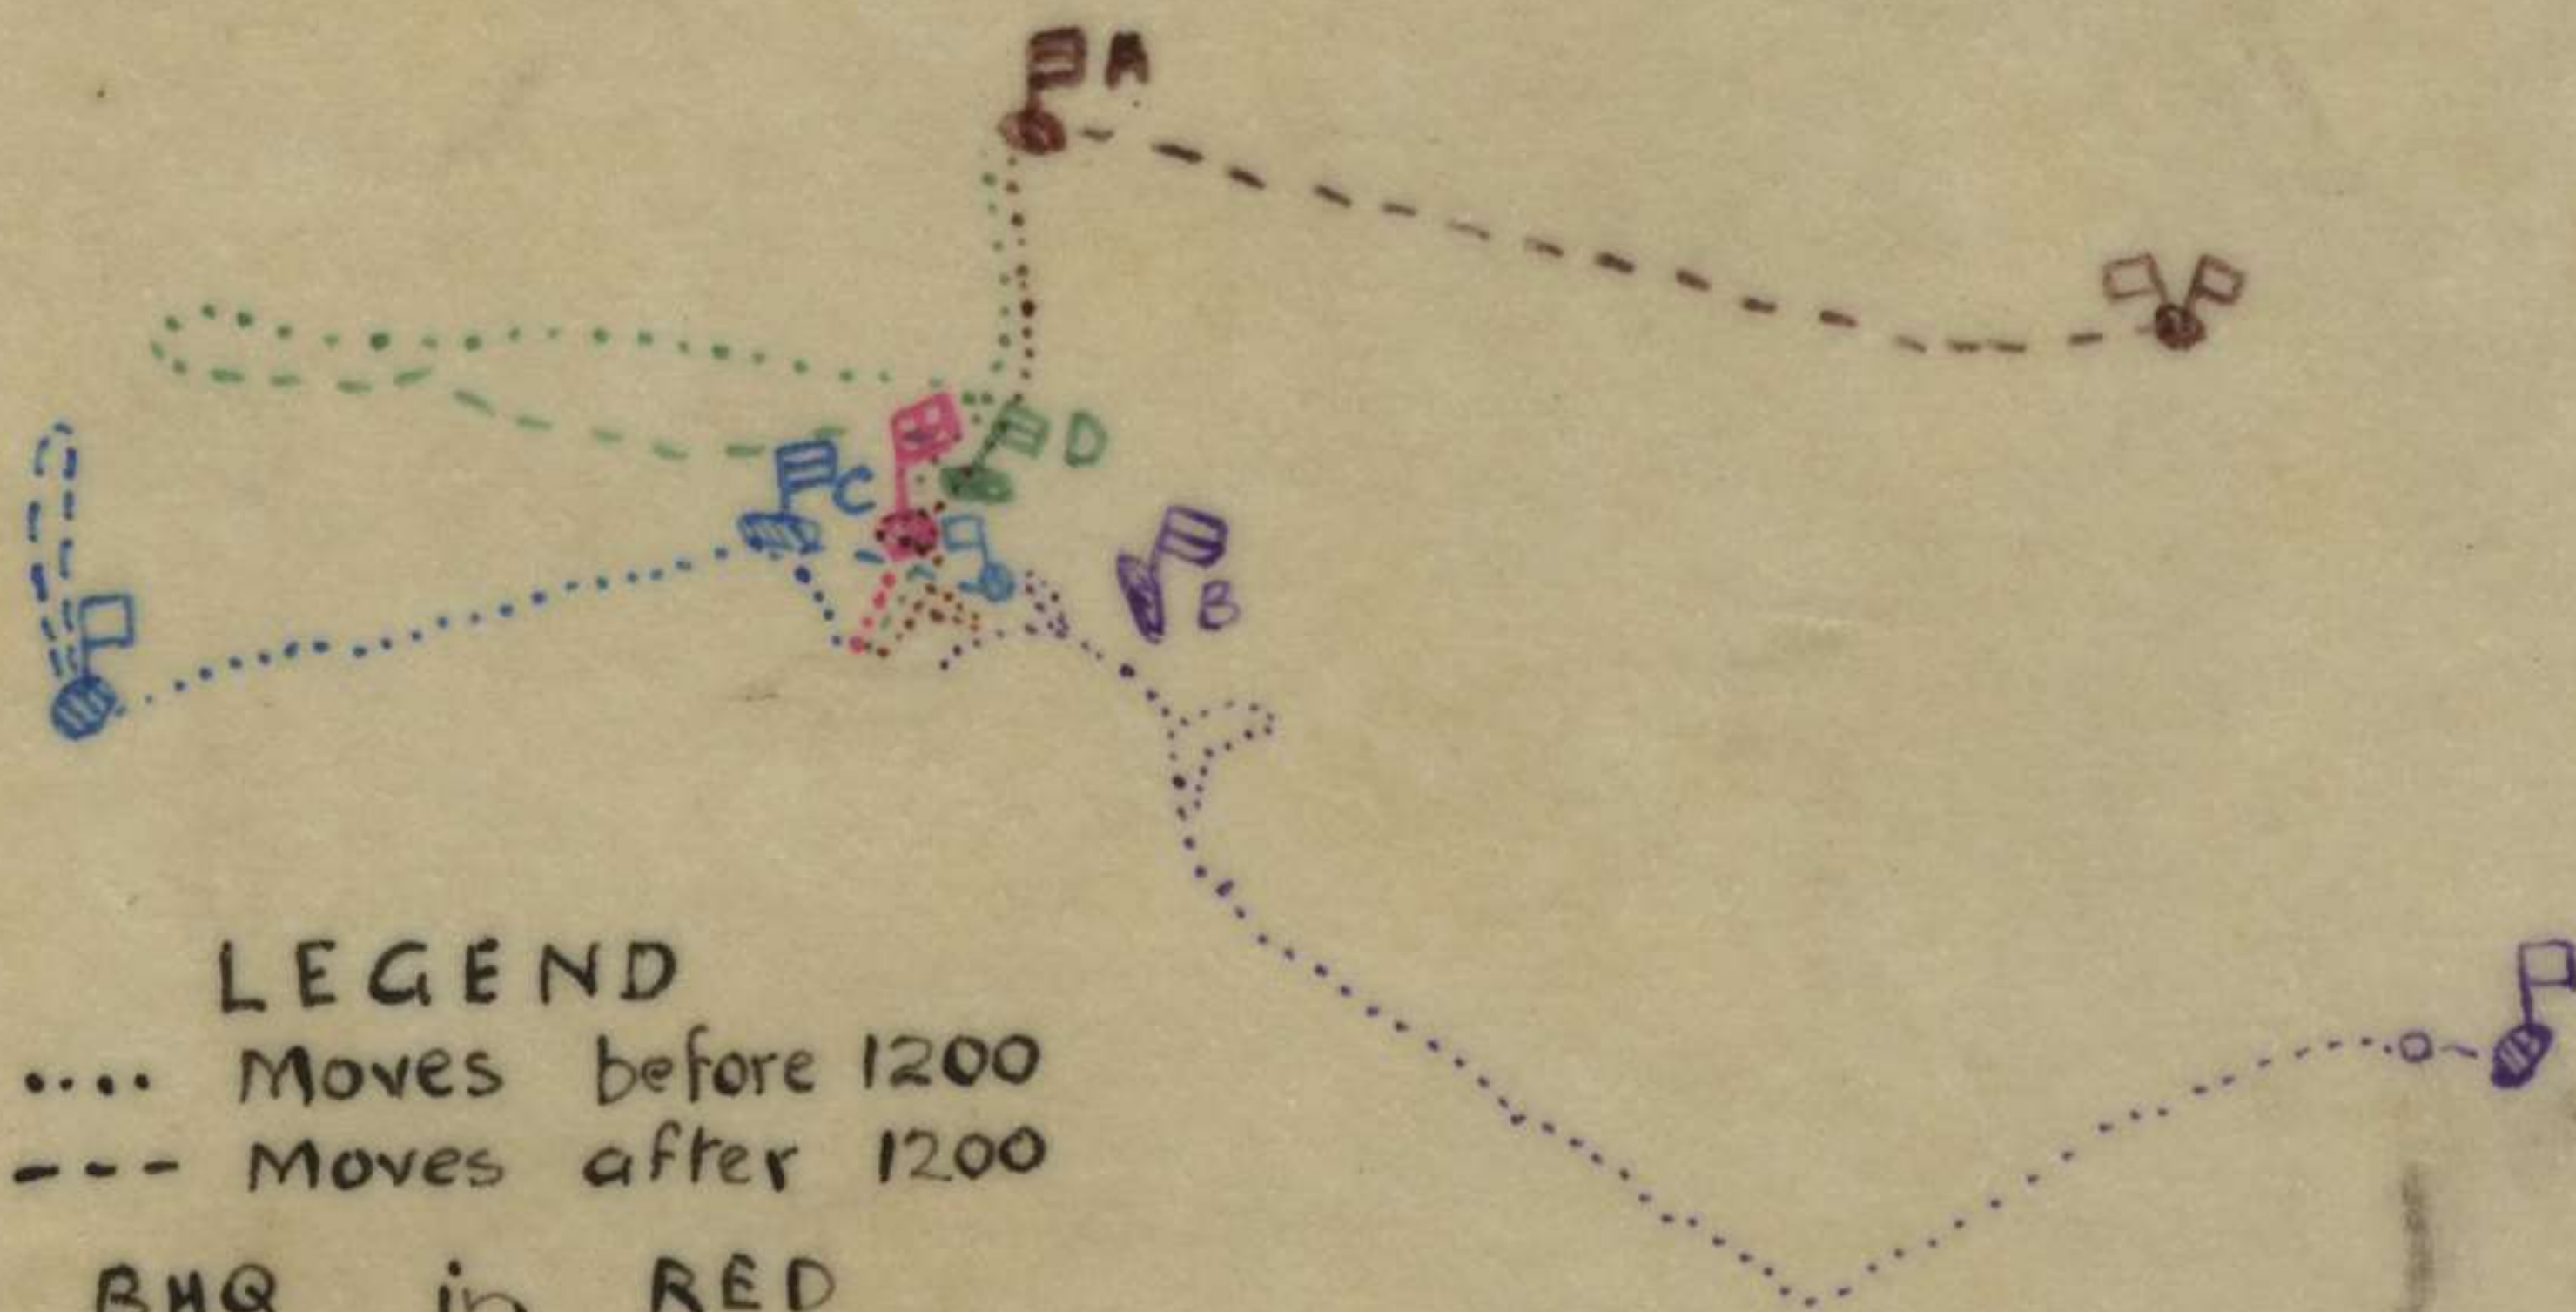 A
D
C
B
LEGEND
.... Moves before 1200
--- Moves after 1200
BHQ in RED